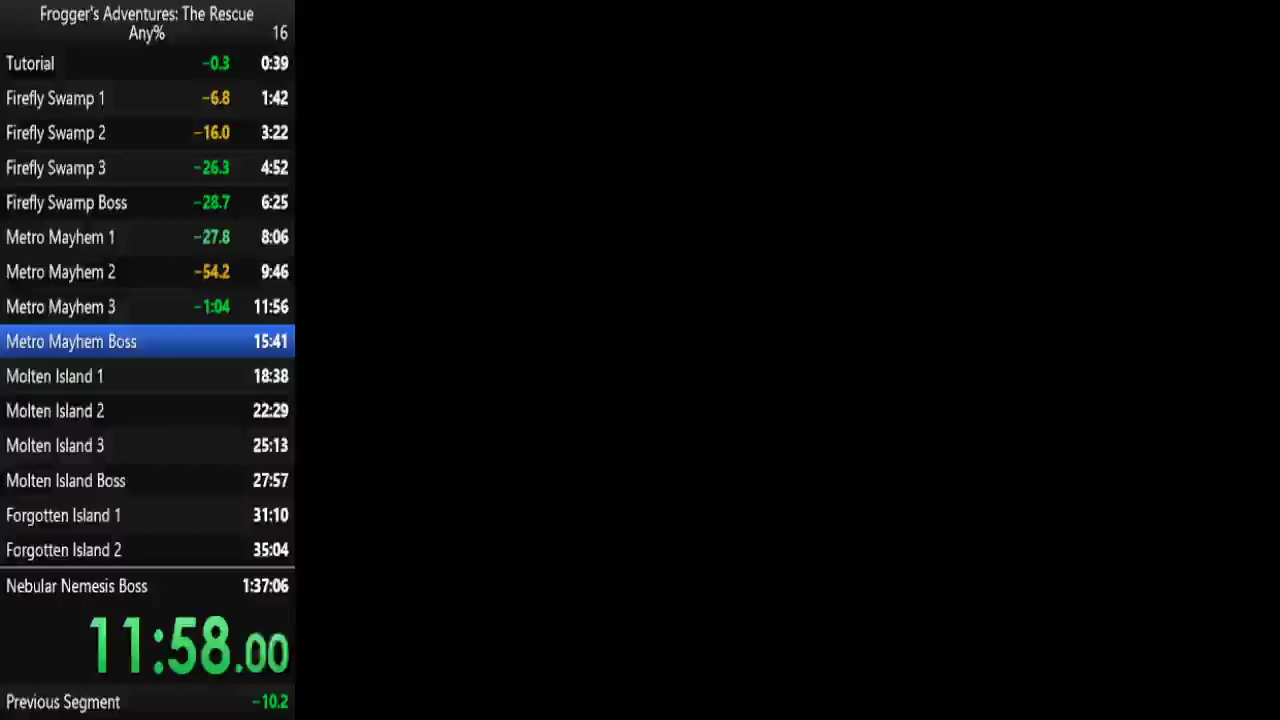 Frogger's Adventures: The Rescue
Any% 16
Tutorial -0.3 0:39
Firefly Swamp 1 -6.8 1:42
Firefly Swamp 2 -16.0 3:22
Firefly Swamp 3 -26.3 4:52
Firefly Swamp Boss -28.7 6:25
Metro Mayhem 1 -27.8 8:06
Metro Mayhem 2 -54.2 9:46
Metro Mayhem 3 -1:04 11:56
Metro Mayhem Boss 15:41
Molten Island 1 18:38
Molten Island 2 22:29
Molten Island 3 25:13
Molten Island Boss 27:57
Forgotten Island 1 31:10
Forgotten Island 2 35:04
Nebular Nemesis Boss 1:37:06
11:58.00
Previous Segment -10.2